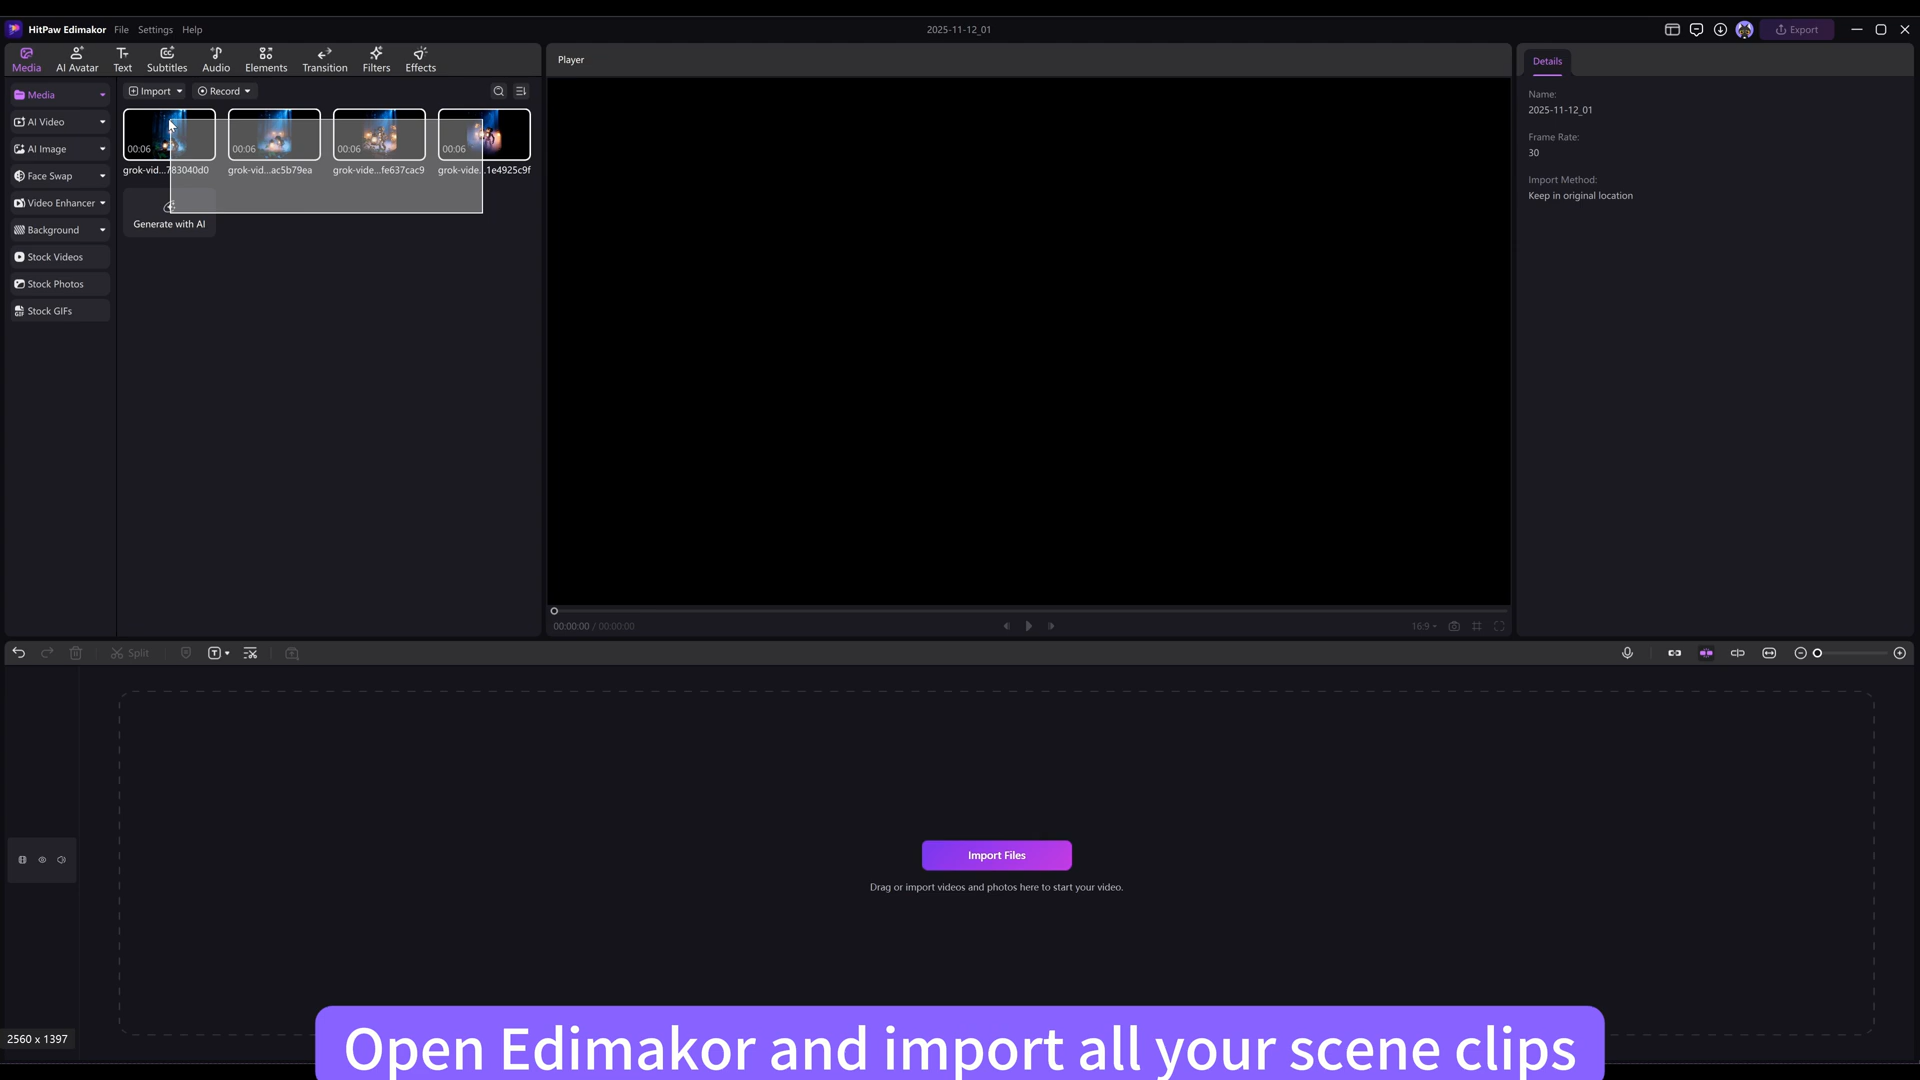 HitPaw Edimakor File Settings Help 2025-11-12_01 Export
Media AI Avatar Text Subtitles Audio Elements Transition Filters Effects
Player
Details
Media
AI Video
AI Image
Face Swap
Video Enhancer
Background
Stock Videos
Stock Photos
Stock GIFs
Import Record
00:06 00:06 00:06 00:06
grok-vid...783040d0 grok-vid...ac5b79ea grok-vide...fe637cac9 grok-vide...1e4925c9f
Generate with AI
Name:
2025-11-12_01
Frame Rate:
30
Import Method:
Keep in original location
00:00:00 / 00:00:00 16:9
Split
Import Files
Drag or import videos and photos here to start your video.
2560 x 1397
Open Edimakor and import all your scene clips